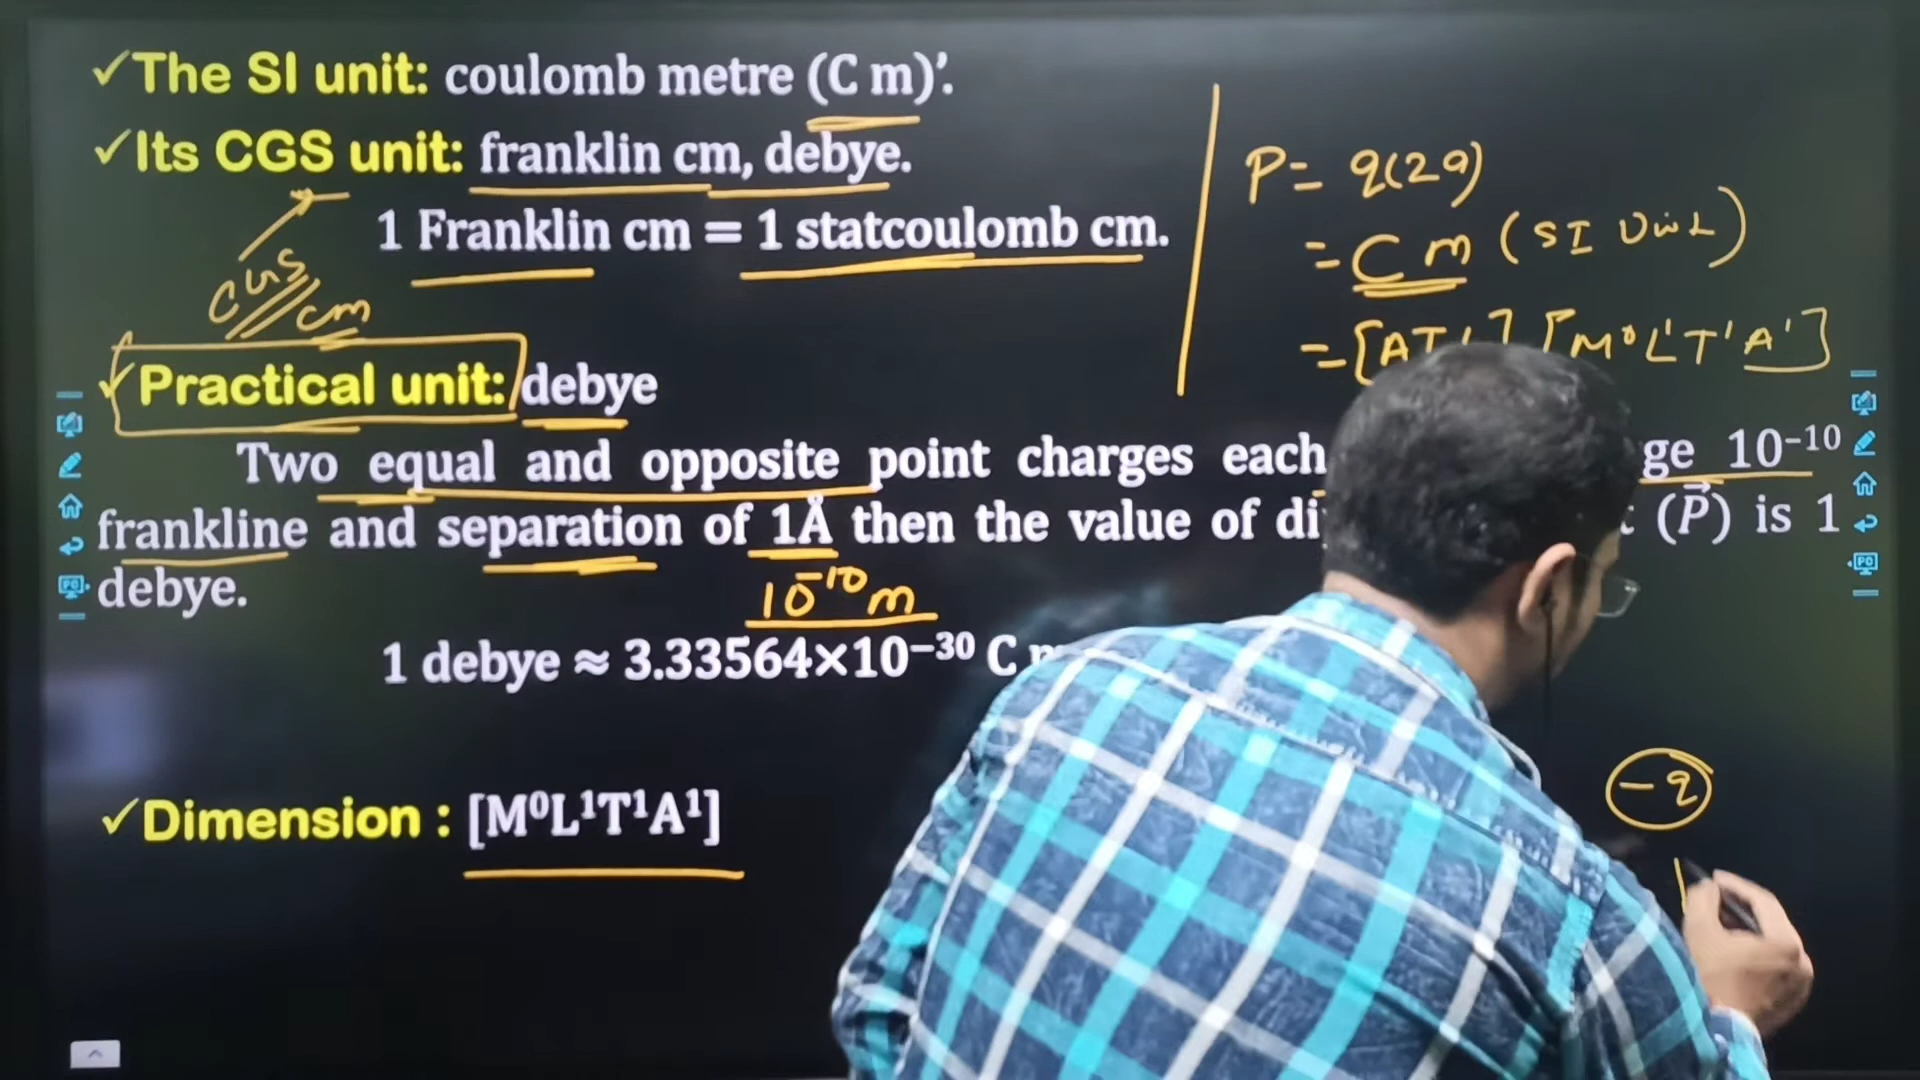 ✓The SI unit: coulomb metre (C m)'.
✓Its CGS unit: franklin cm, debye.
1 Franklin cm = 1 statcoulomb cm.
CGS
cm
P = q(2a)
= C m (SI Unit)
[M⁰L¹T¹A¹]
✓Practical unit: debye
Two equal and opposite point charges each ge 10⁻¹⁰
frankline and separation of 1Å then the value of di (P⃗) is 1
debye.
10⁻¹⁰m
1 debye ≈ 3.33564×10⁻³⁰ C
-q
✓Dimension : [M⁰L¹T¹A¹]